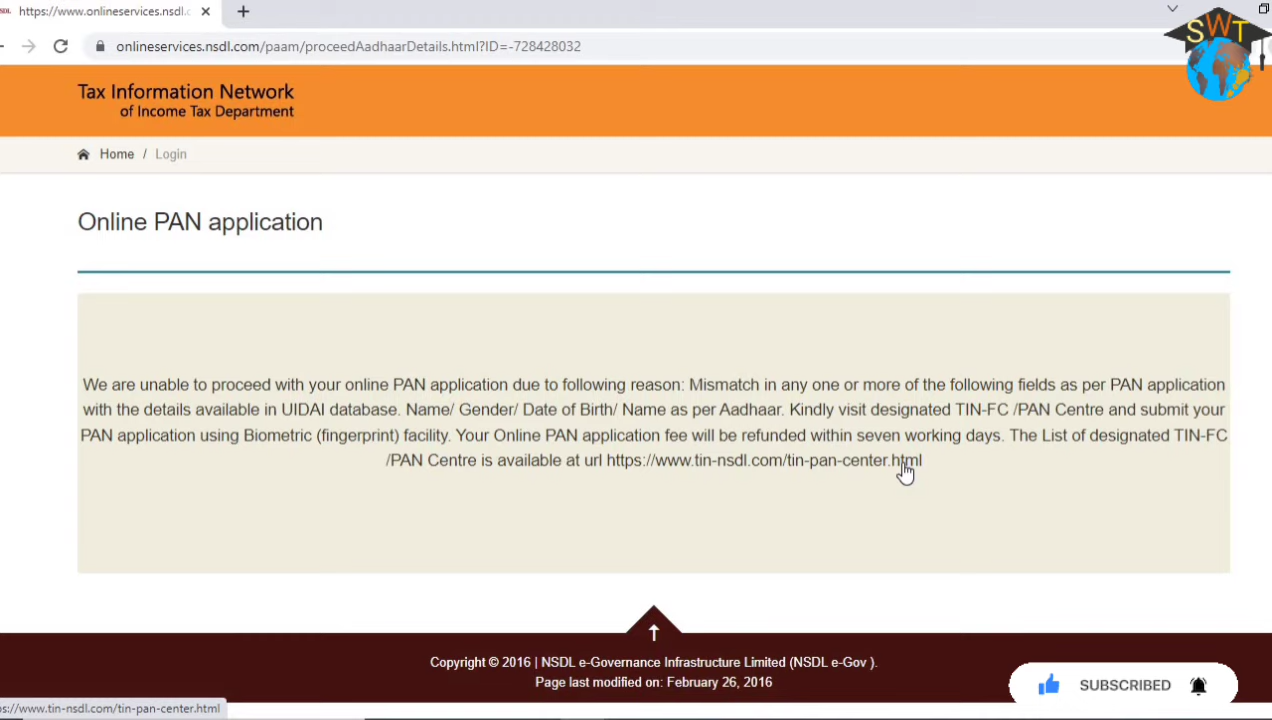 SDL https://www.onlineservices.nsdl.c
onlineservices.nsdl.com/paam/proceedAadhaarDetails.html?ID=-728428032
SWT
Tax Information Network
of Income Tax Department
Home / Login
Online PAN application
We are unable to proceed with your online PAN application due to following reason: Mismatch in any one or more of the following fields as per PAN application
with the details available in UIDAI database. Name/ Gender/ Date of Birth/ Name as per Aadhaar. Kindly visit designated TIN-FC /PAN Centre and submit your
PAN application using Biometric (fingerprint) facility. Your Online PAN application fee will be refunded within seven working days. The List of designated TIN-FC
/PAN Centre is available at url https://www.tin-nsdl.com/tin-pan-center.html
Copyright © 2016 | NSDL e-Governance Infrastructure Limited (NSDL e-Gov ).
Page last modified on: February 26, 2016
SUBSCRIBED
ps://www.tin-nsdl.com/tin-pan-center.html